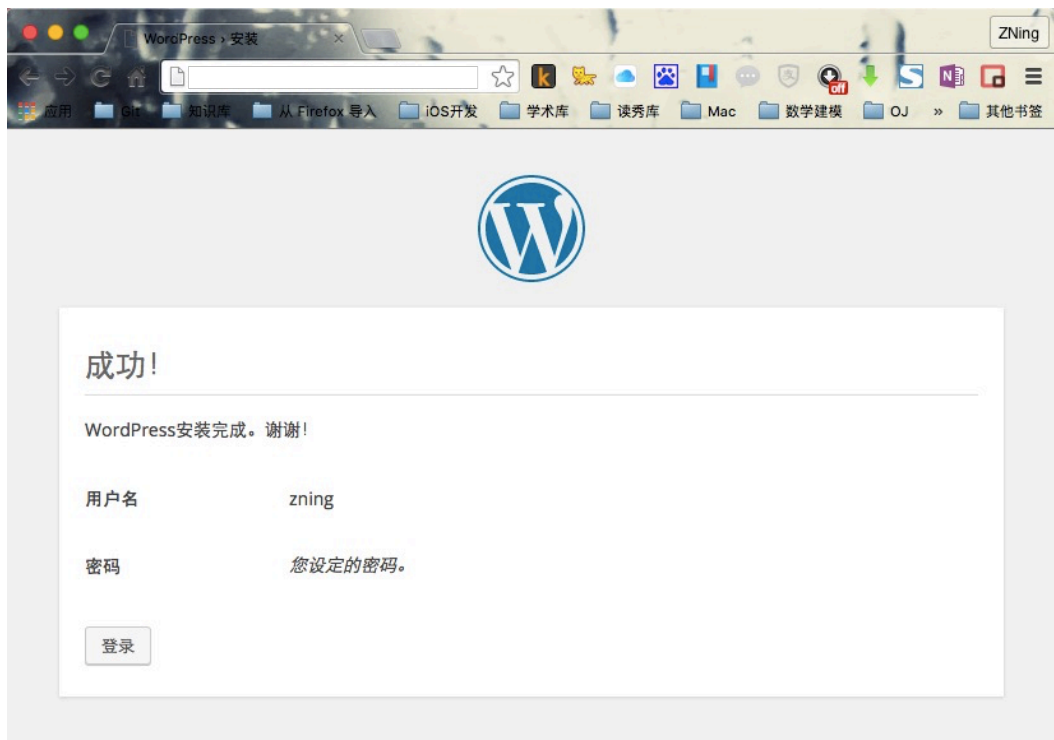 WordPress › 安装
ZNing
off
应用 Git 知识库 从 Firefox 导入 iOS开发 学术库 读秀库 Mac 数学建模 OJ » 其他书签
成功！
WordPress安装完成。谢谢！
用户名 zning
密码 您设定的密码。
登录